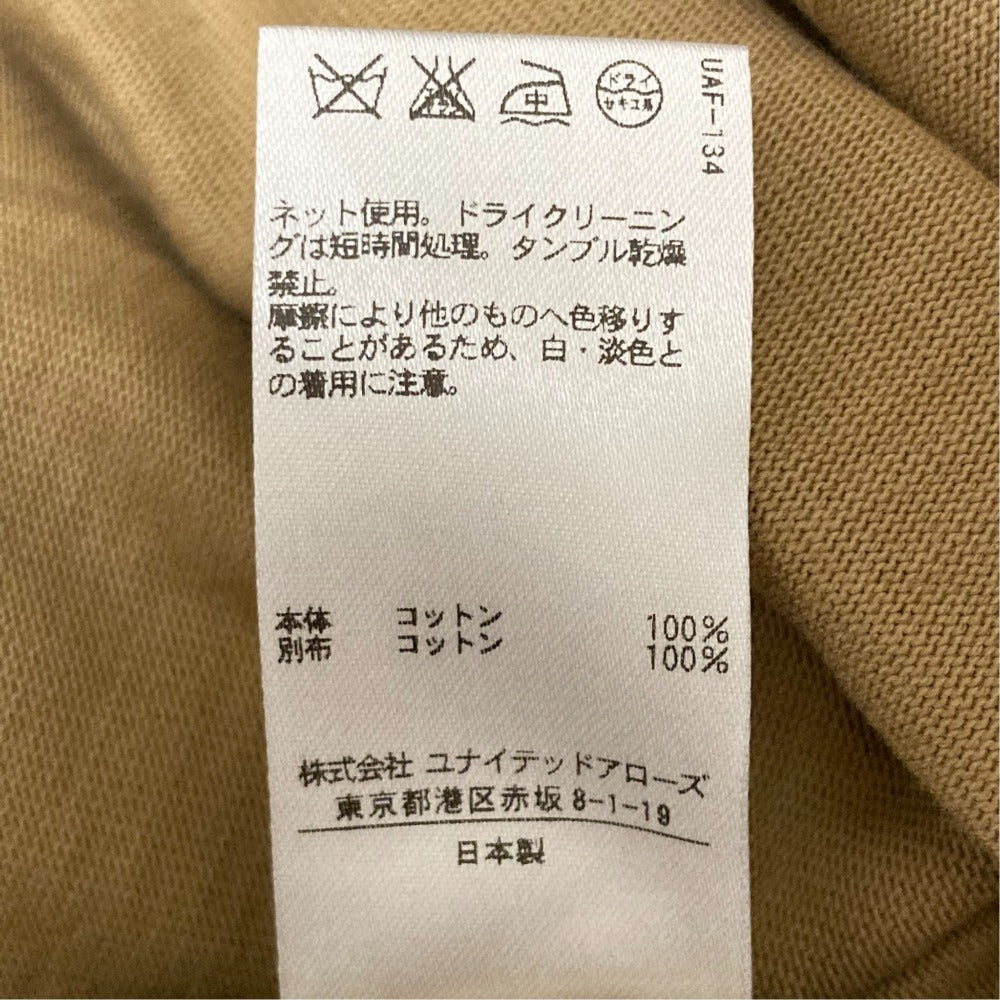 中
ドライ
セキユ系
UAF-134
ネット使用。ドライクリーニン
グは短時間処理。タンブル乾燥
禁止。
摩擦により他のものへ色移りす
ることがあるため、白・淡色と
の着用に注意。
本体 コットン 100%
別布 コットン 100%
株式会社 ユナイテッドアローズ
東京都港区赤坂 8-1-19
日本製